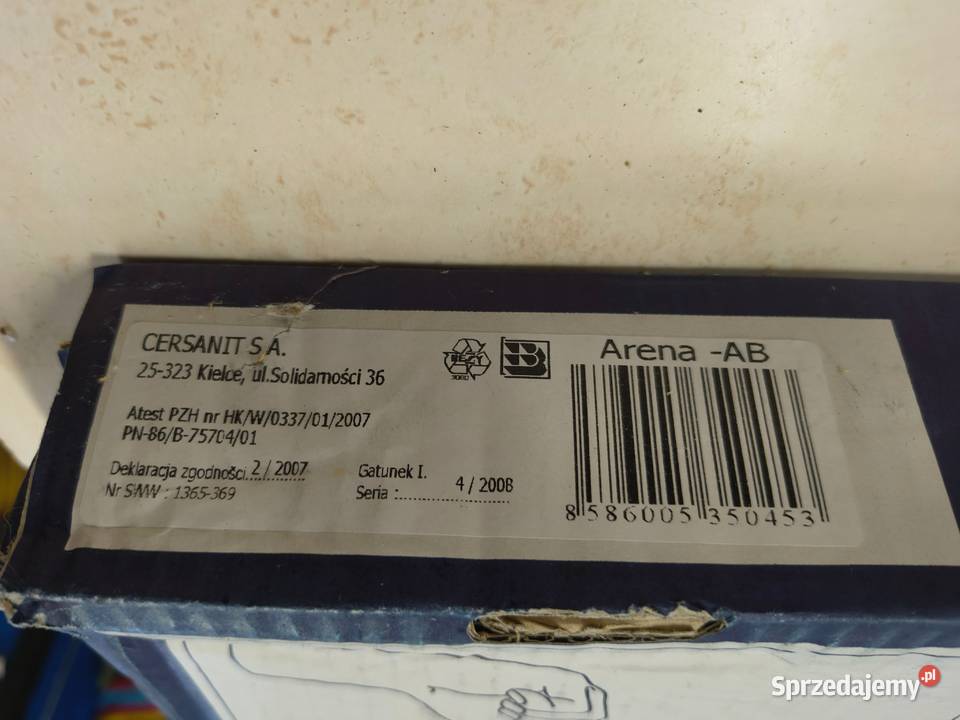 CERSANIT S.A.
25-323 Kielce, ul.Solidarności 36
Atest PZH nr HK/W/0337/01/2007
PN-86/B-75704/01
Deklaracja zgodności 2 / 2007
Nr SWW : 1365-369
Gatunek I.
Seria : 4 / 2008
B
Arena -AB
8 586005 350453
Sprzedajemy.pl